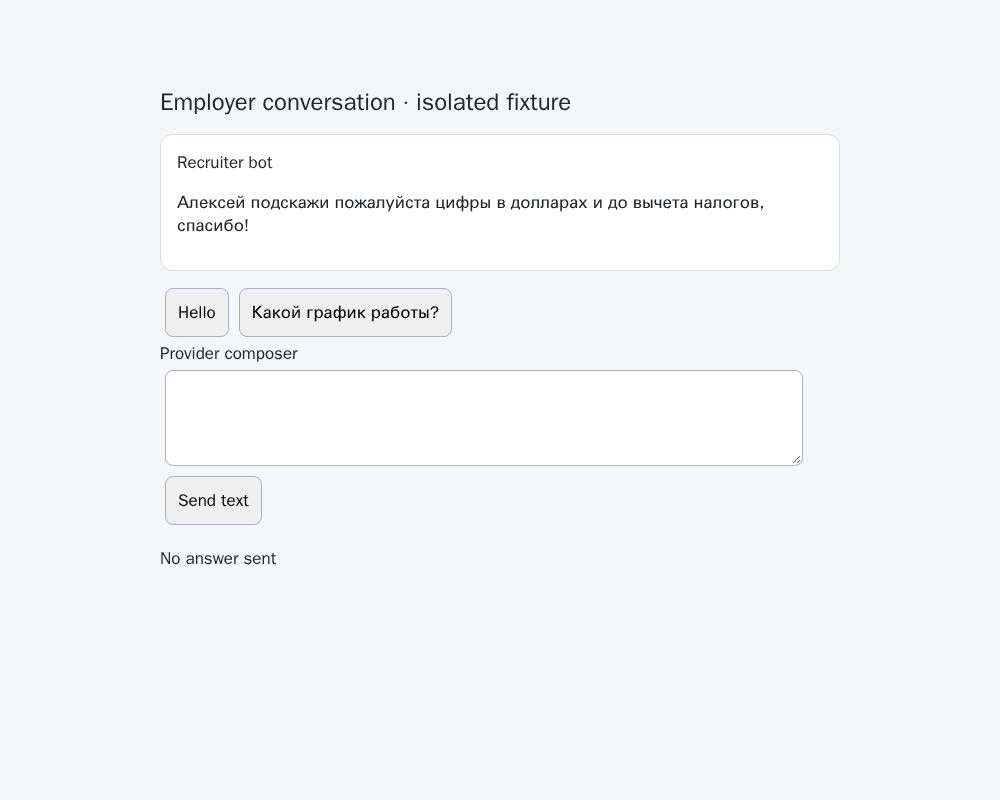 Employer conversation · isolated fixture
Recruiter bot
Алексей подскажи пожалуйста цифры в долларах и до вычета налогов,
спасибо!
Hello
Какой график работы?
Provider composer
Send text
No answer sent